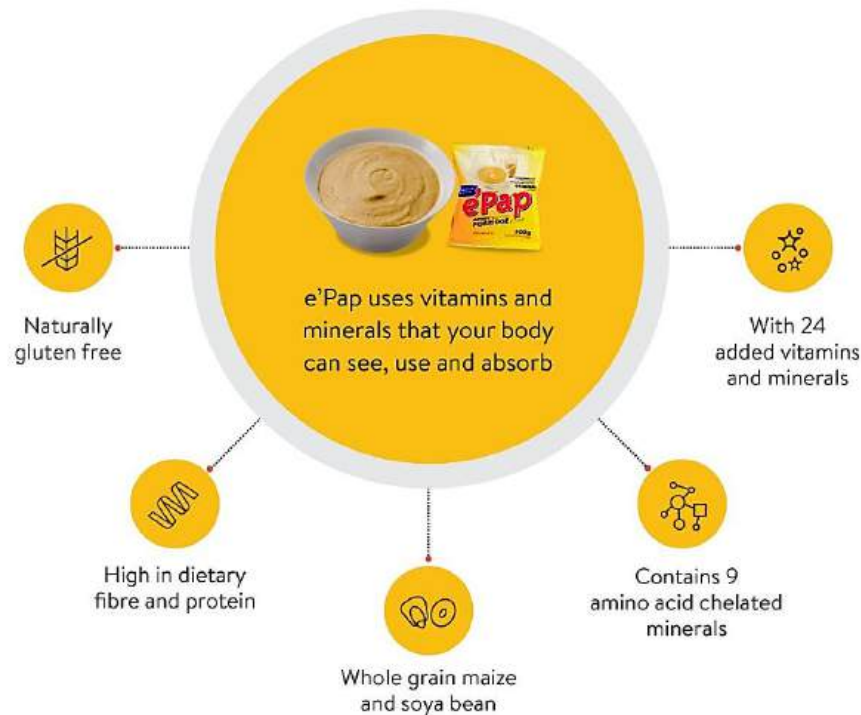 e'Pap
e'Pap uses vitamins and
minerals that your body
can see, use and absorb
Naturally
gluten free
With 24
added vitamins
and minerals
High in dietary
fibre and protein
Contains 9
amino acid chelated
minerals
Whole grain maize
and soya bean